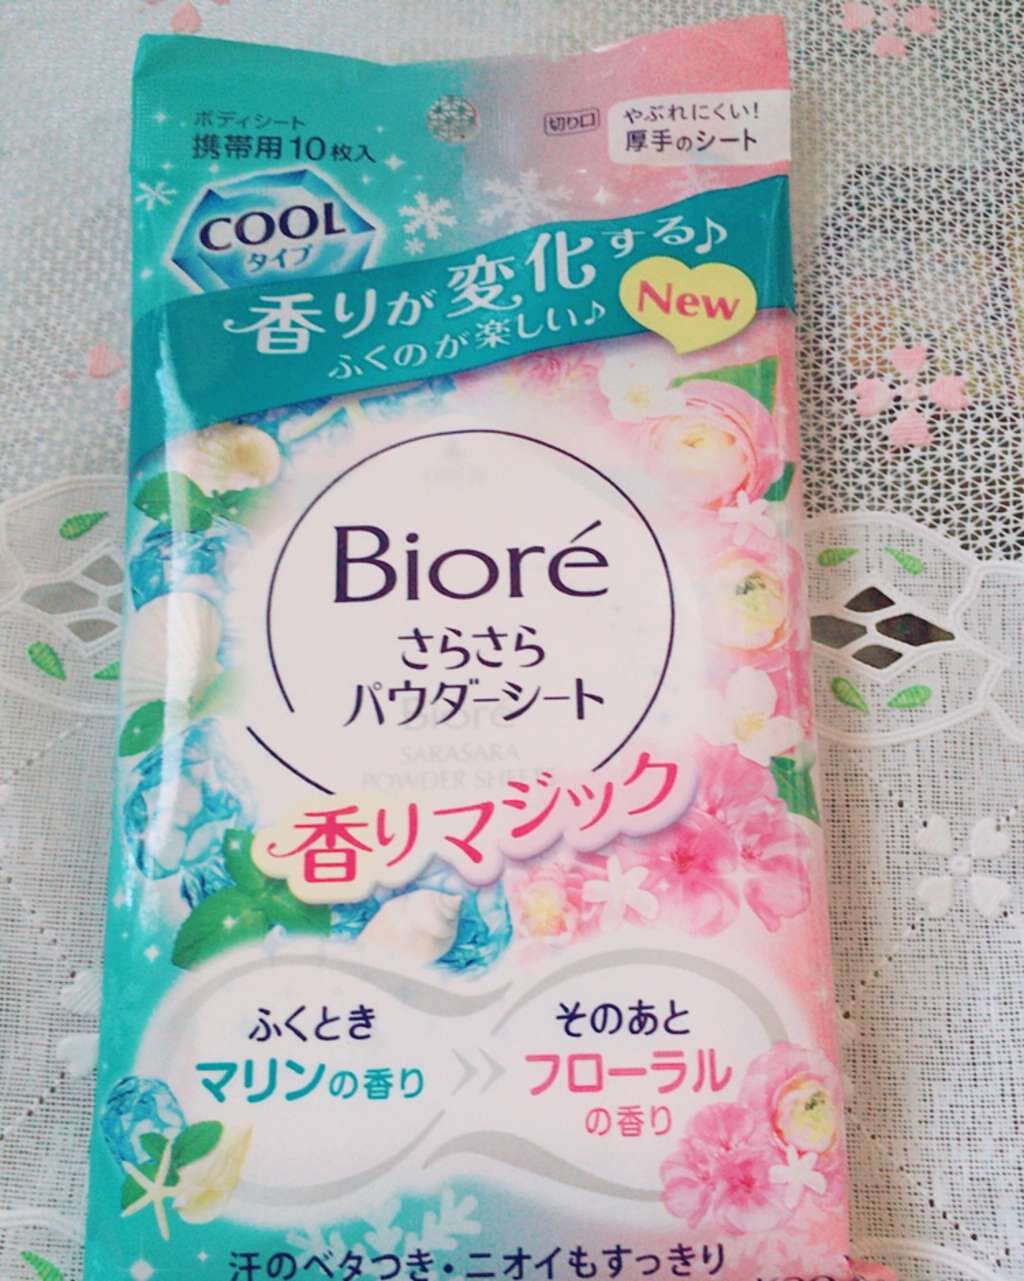 ボディシート
携帯用10枚入
切り口
やぶれにくい!
厚手のシート
COOL
タイプ
香りが変化する♪
ふくのが楽しい♪
New
Bioré
さらさら
パウダーシート
Bioré
SARASARA
POWDER SHEET
香りマジック
ふくとき
マリンの香り
そのあと
フローラル
の香り
汗のベタつき・ニオイもすっきり